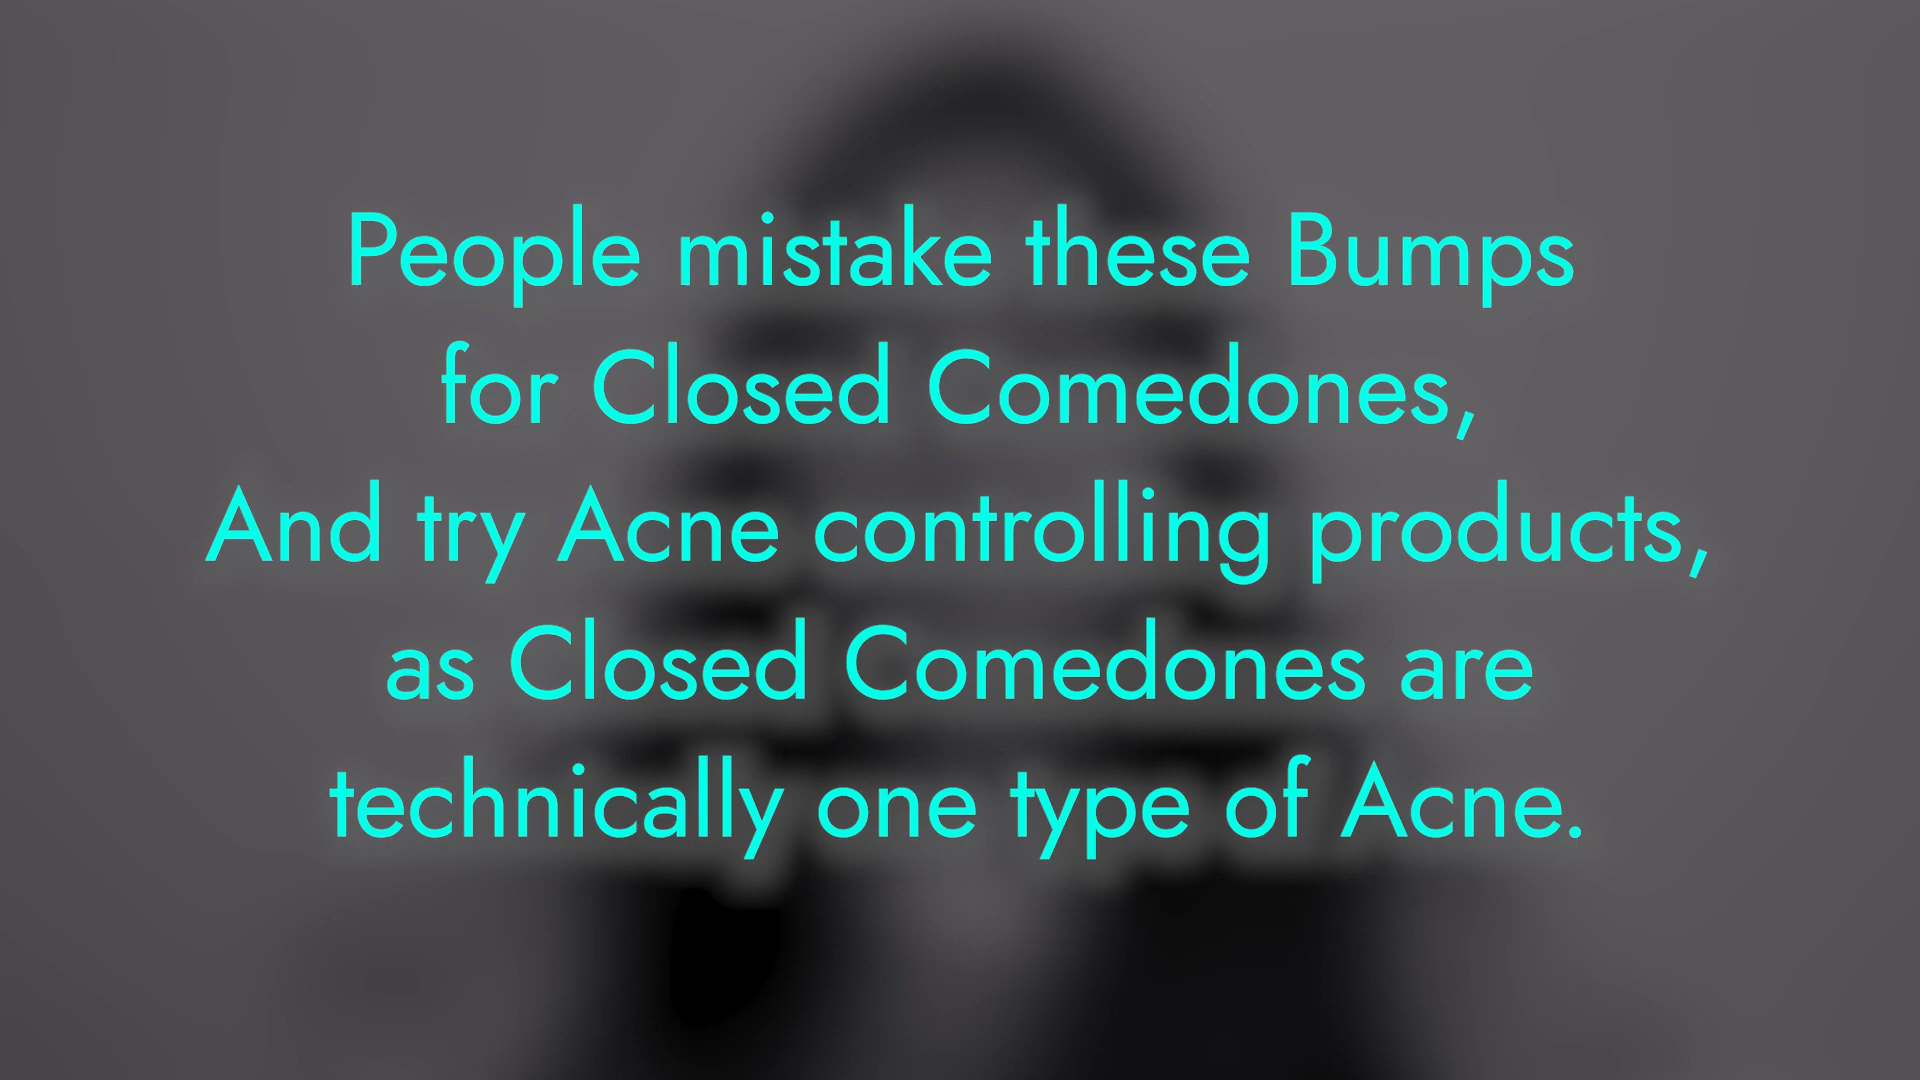 People mistake these Bumps
for Closed Comedones,
And try Acne controlling products,
as Closed Comedones are
technically one type of Acne.